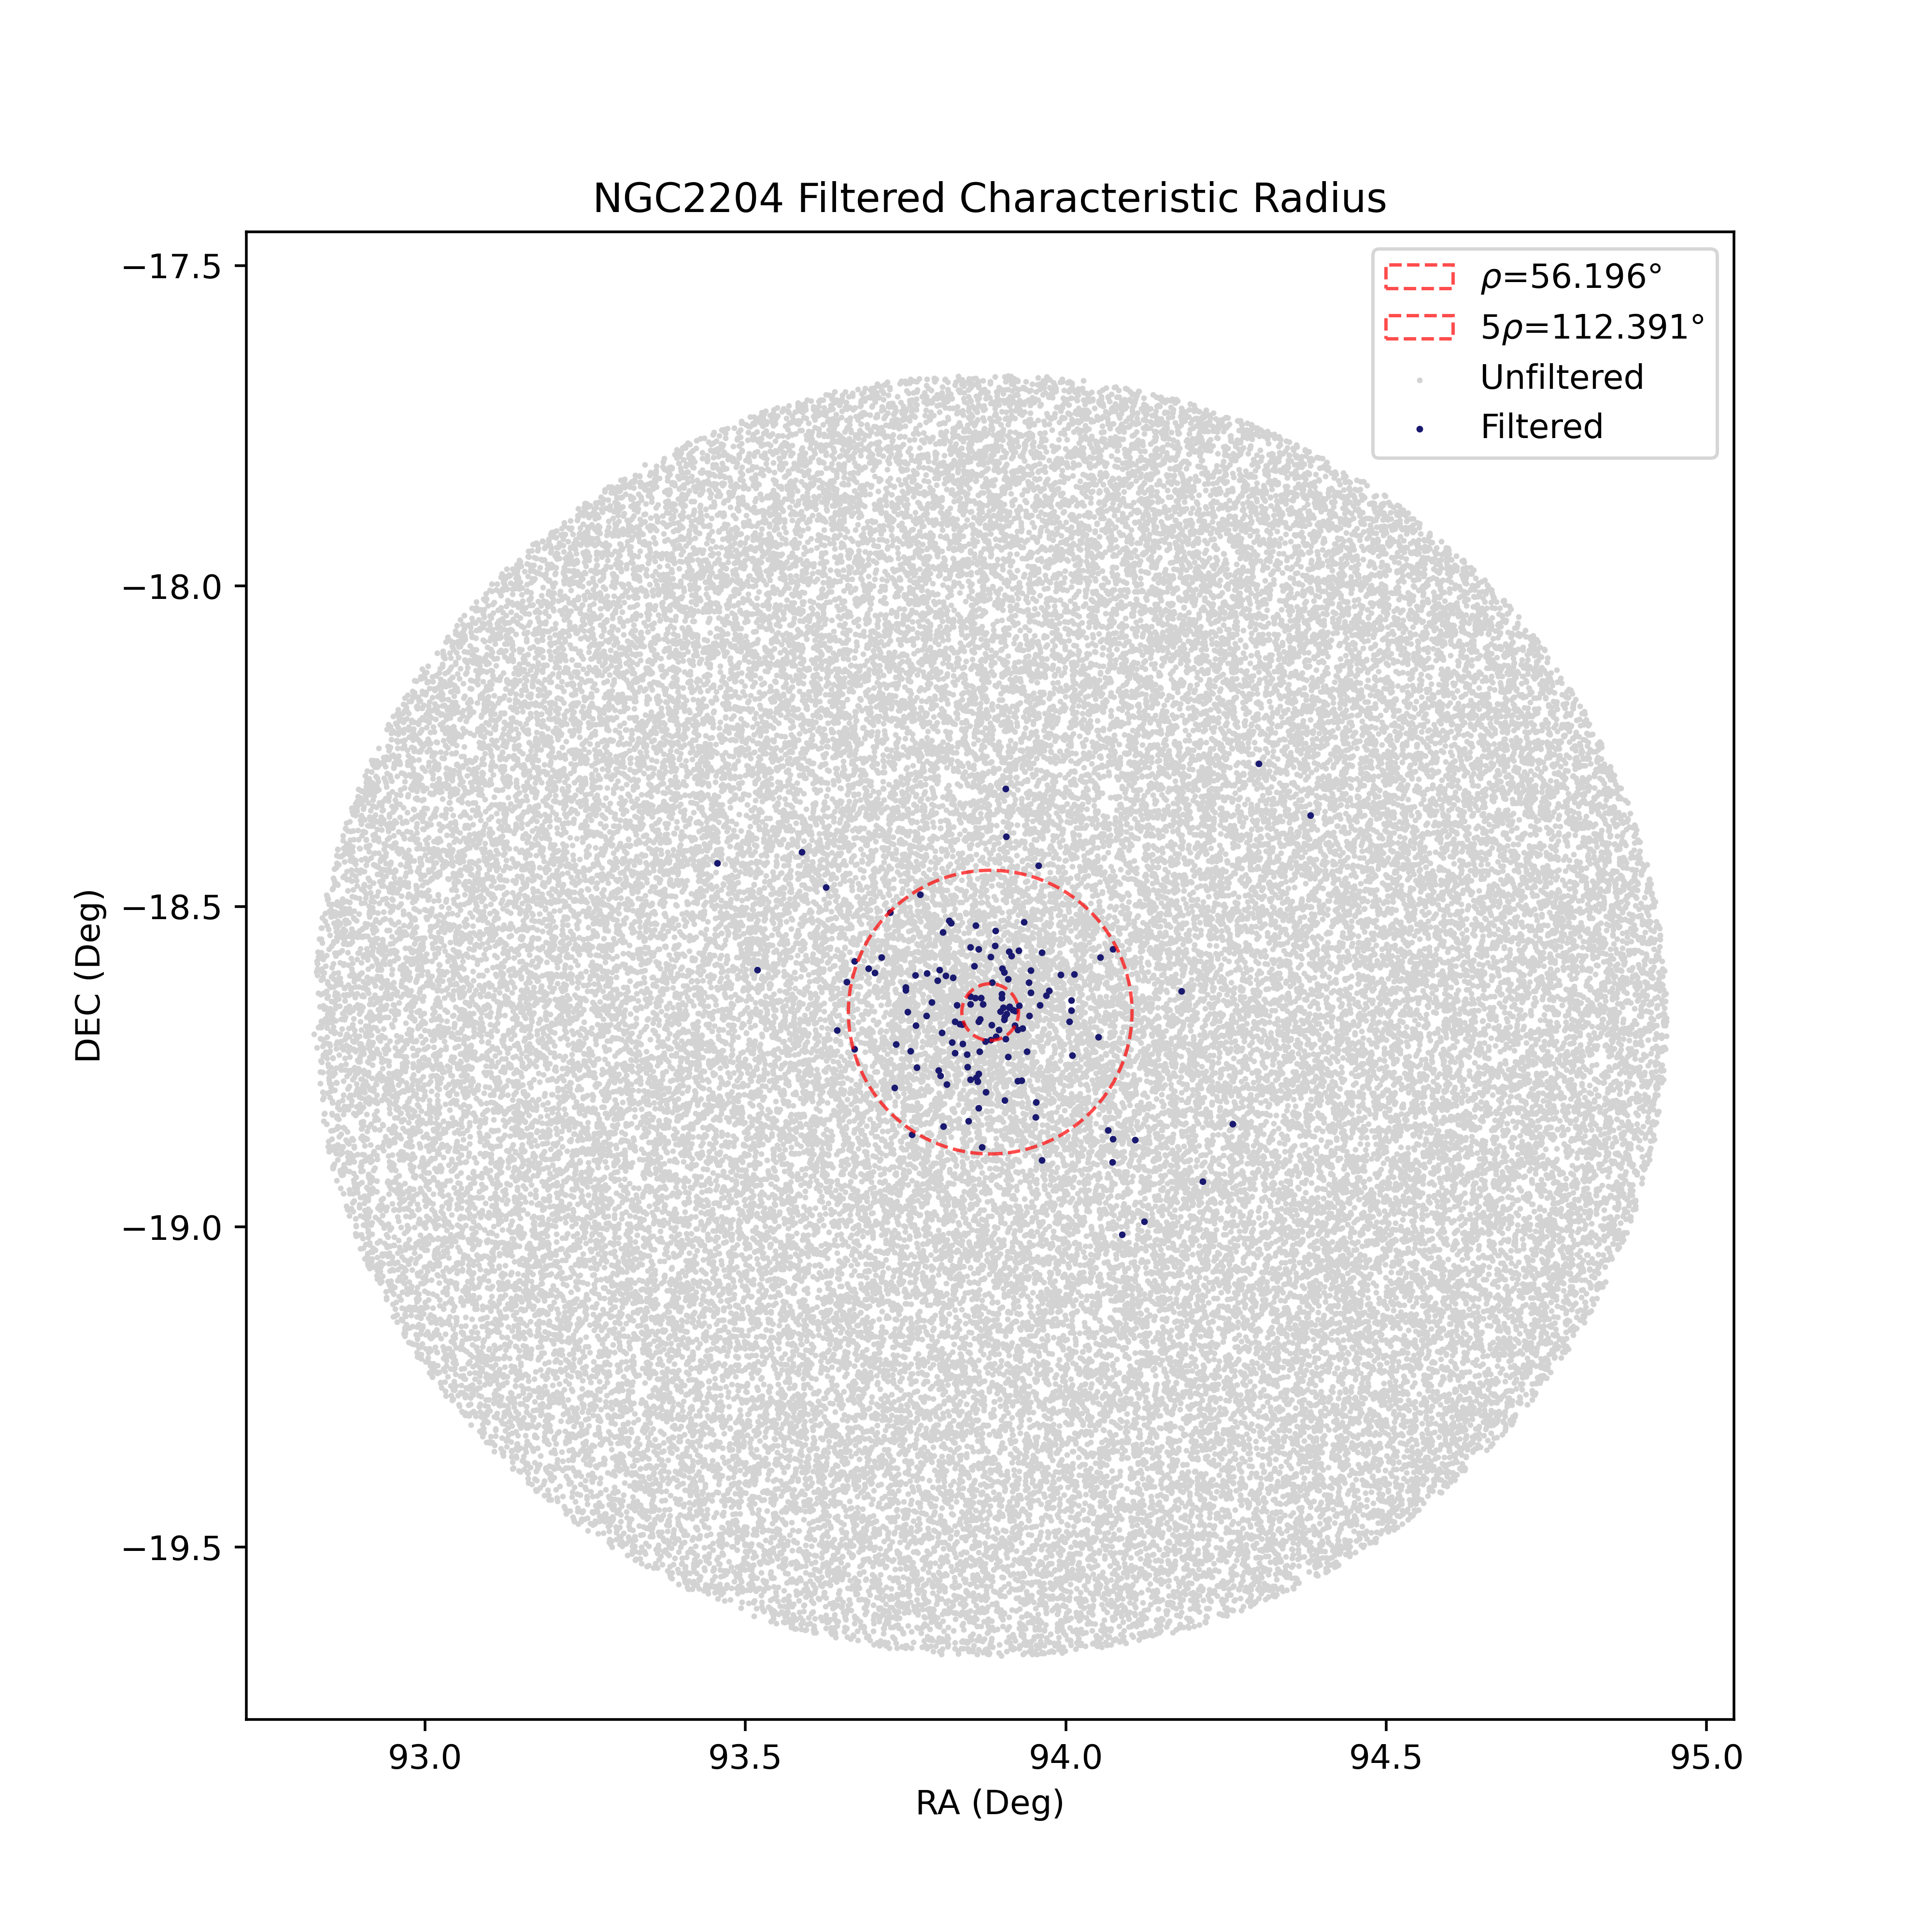 NGC2204 Filtered Characteristic Radius
ρ=56.196°
5ρ=112.391°
Unfiltered
Filtered
−17.5
−18.0
−18.5
−19.0
−19.5
DEC (Deg)
93.0 93.5 94.0 94.5 95.0
RA (Deg)